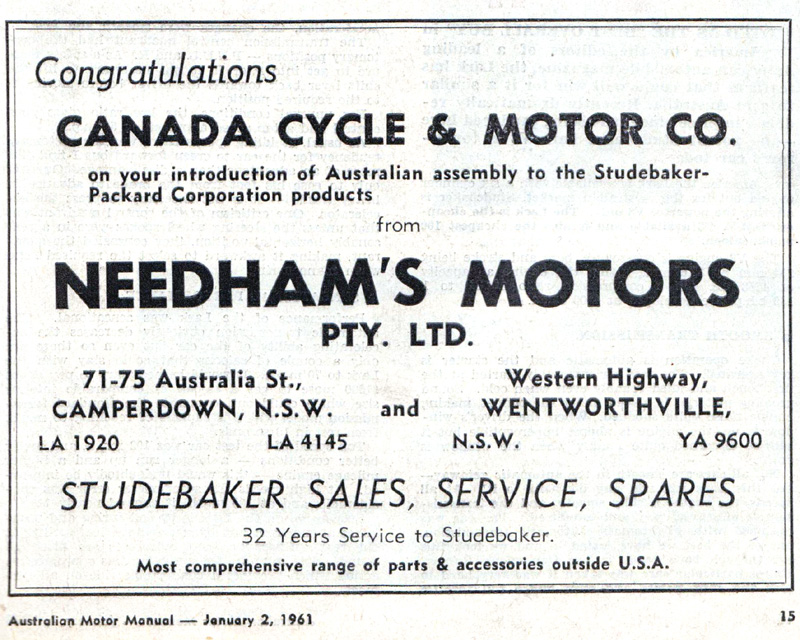 Congratulations
CANADA CYCLE & MOTOR CO.
on your introduction of Australian assembly to the Studebaker-
Packard Corporation products
from
NEEDHAM'S MOTORS
PTY. LTD.
71-75 Australia St., Western Highway,
CAMPERDOWN, N.S.W. and WENTWORTHVILLE,
LA 1920 LA 4145 N.S.W. YA 9600
STUDEBAKER SALES, SERVICE, SPARES
32 Years Service to Studebaker.
Most comprehensive range of parts & accessories outside U.S.A.
Australian Motor Manual — January 2, 1961 15